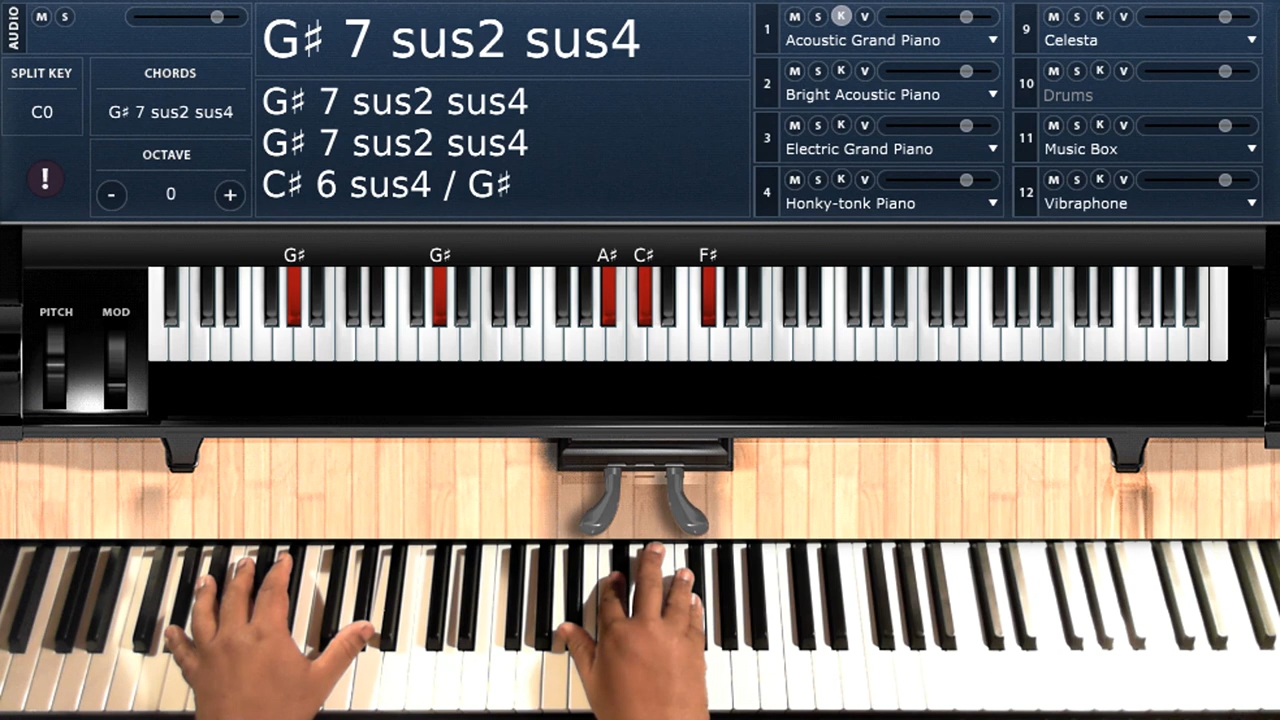 AUDIO
M S
SPLIT KEY
C0
!
CHORDS
G♯ 7 sus2 sus4
OCTAVE
- 0 +
G♯ 7 sus2 sus4
G♯ 7 sus2 sus4
G♯ 7 sus2 sus4
C♯ 6 sus4 / G♯
1
M S K V
Acoustic Grand Piano
2
M S K V
Bright Acoustic Piano
3
M S K V
Electric Grand Piano
4
M S K V
Honky-tonk Piano
9
M S K V
Celesta
10
M S K V
Drums
11
M S K V
Music Box
12
M S K V
Vibraphone
G♯ G♯ A♯ C♯ F♯
PITCH MOD